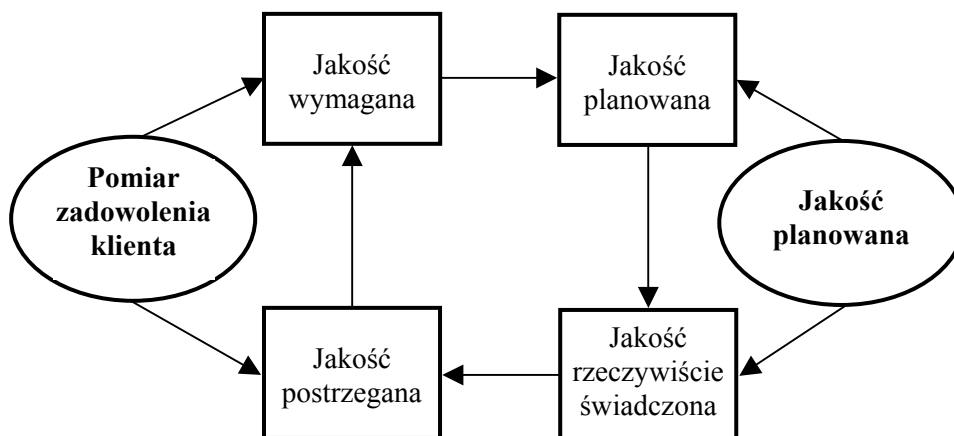 Jakość
wymagana
Jakość
planowana
Pomiar
zadowolenia
klienta
Jakość
planowana
Jakość
postrzegana
Jakość
rzeczywiście
świadczona